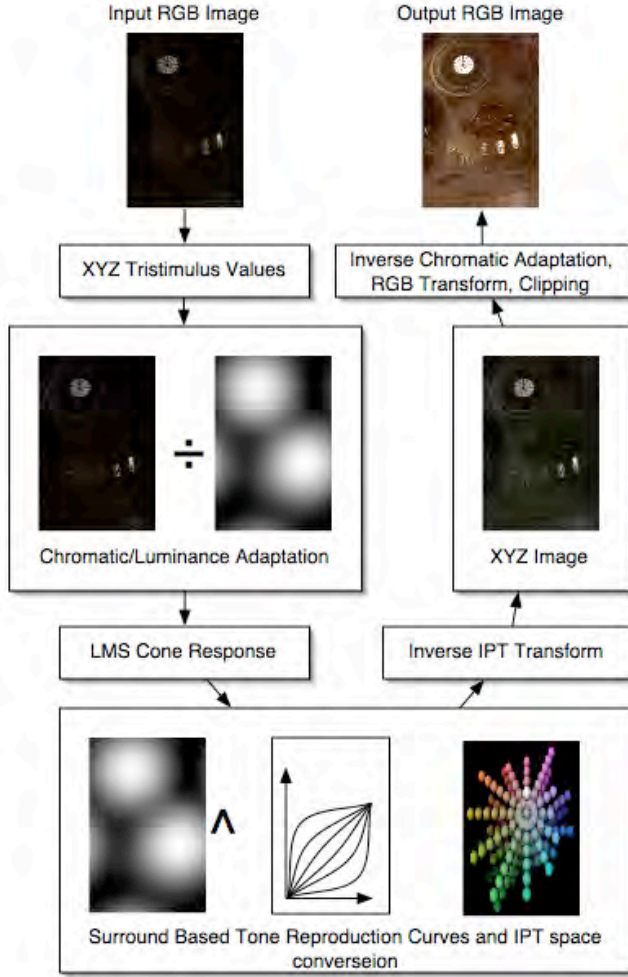 Input RGB Image
Output RGB Image
XYZ Tristimulus Values
Inverse Chromatic Adaptation,
RGB Transform, Clipping
÷
Chromatic/Luminance Adaptation
XYZ Image
LMS Cone Response
Inverse IPT Transform
^
Surround Based Tone Reproduction Curves and IPT space
converseion